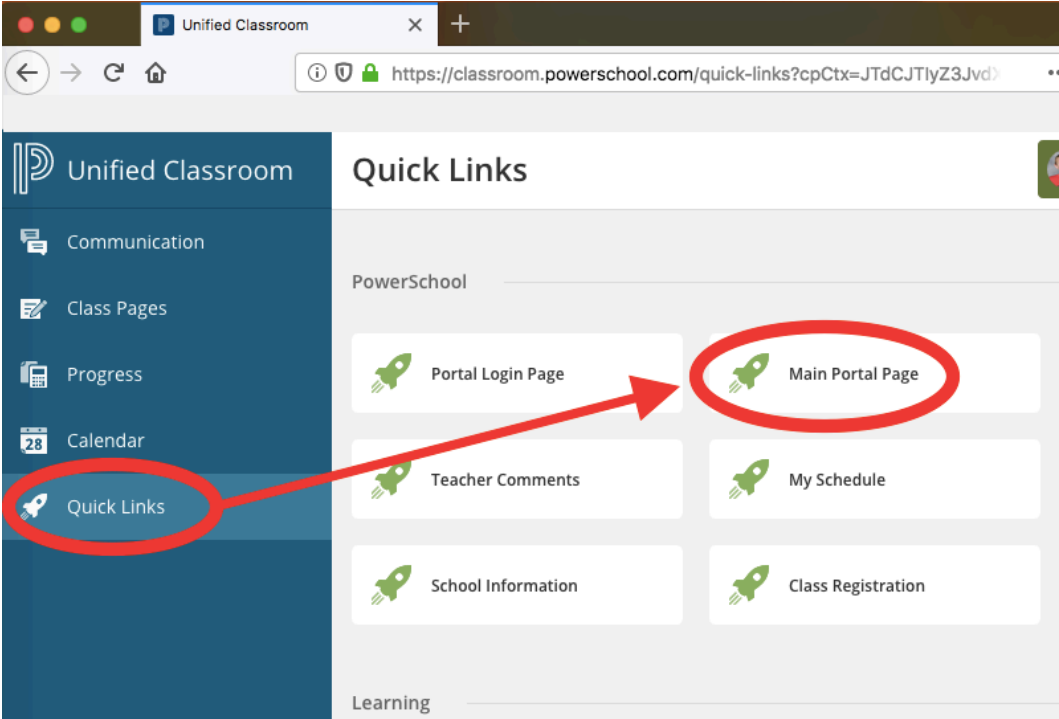 Unified Classroom
https://classroom.powerschool.com/quick-links?cpCtx=JTdCJTIyZ3Jvd
Unified Classroom
Quick Links
Communication
Class Pages
Progress
28
Calendar
Quick Links
PowerSchool
Portal Login Page
Main Portal Page
Teacher Comments
My Schedule
School Information
Class Registration
Learning